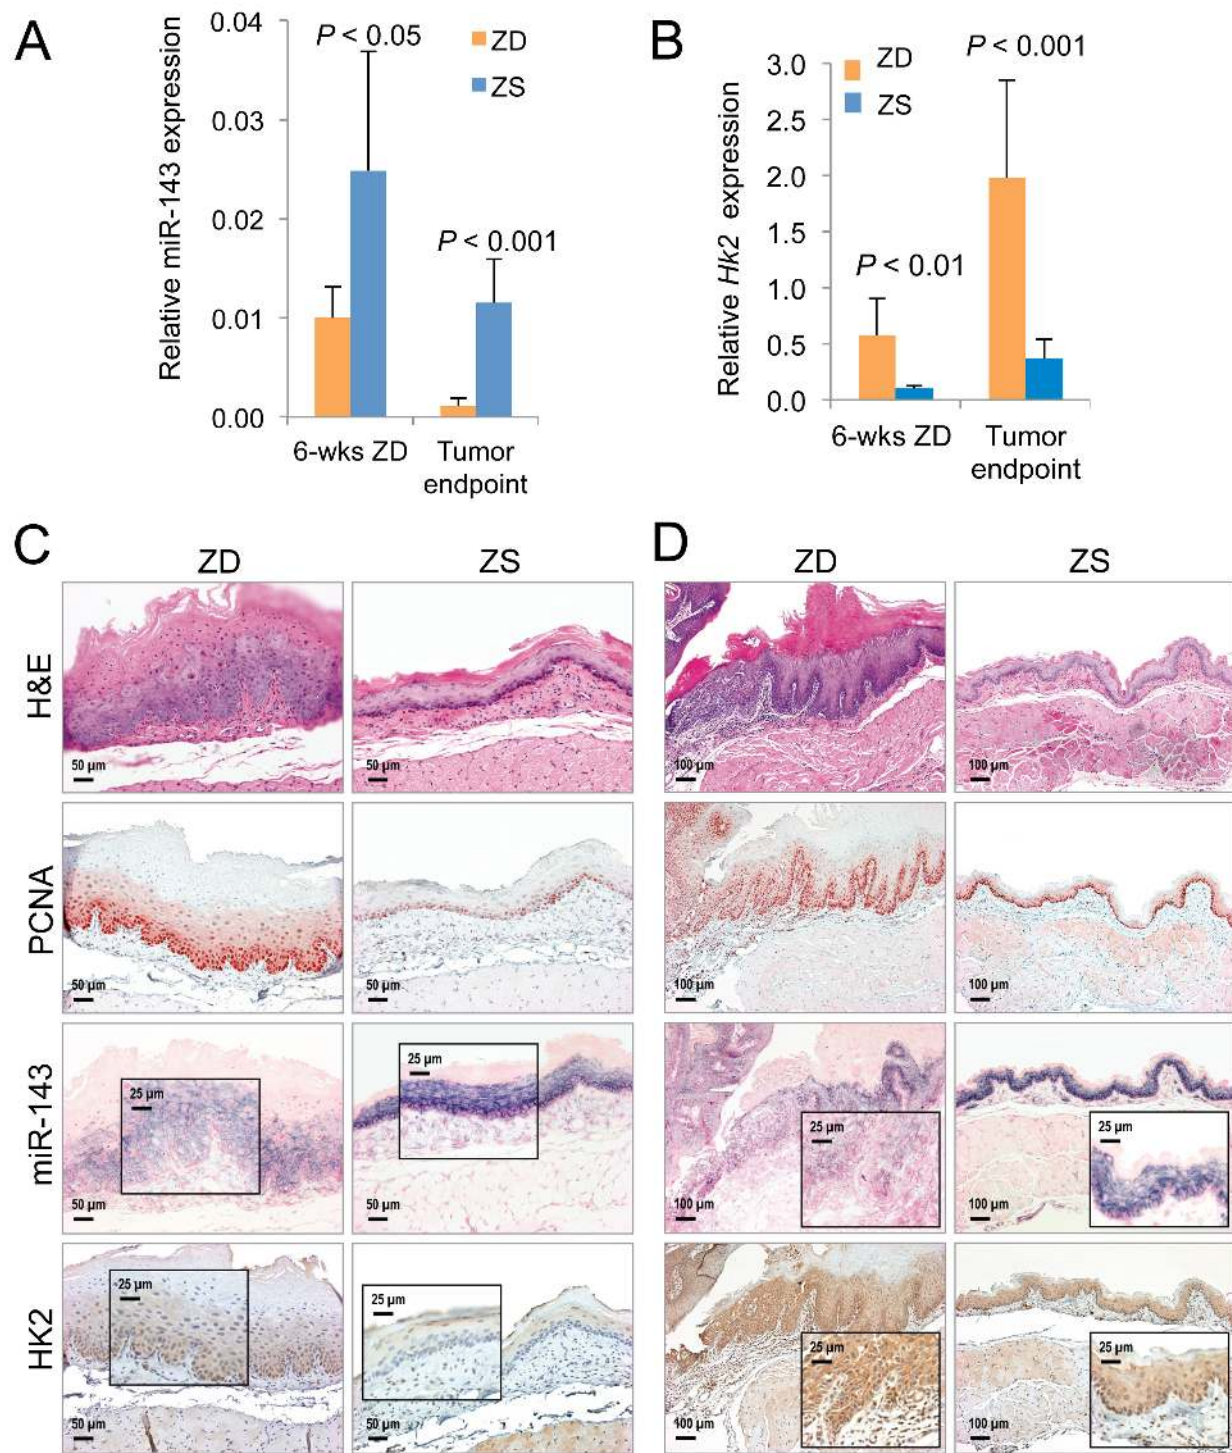 A
Relative miR-143 expression
0.04
0.03
0.02
0.01
0.00
P < 0.05
P < 0.001
ZD
ZS
6-wks ZD
Tumor
endpoint
B
Relative Hk2 expression
3.0
2.5
2.0
1.5
1.0
0.5
0.0
ZD
ZS
P < 0.001
P < 0.01
6-wks ZD
Tumor
endpoint
C
ZD
ZS
D
ZD
ZS
H&E
50 µm
50 µm
100 µm
100 µm
PCNA
50 µm
50 µm
100 µm
100 µm
miR-143
25 µm
50 µm
25 µm
50 µm
25 µm
100 µm
25 µm
100 µm
HK2
25 µm
50 µm
25 µm
50 µm
25 µm
100 µm
25 µm
100 µm